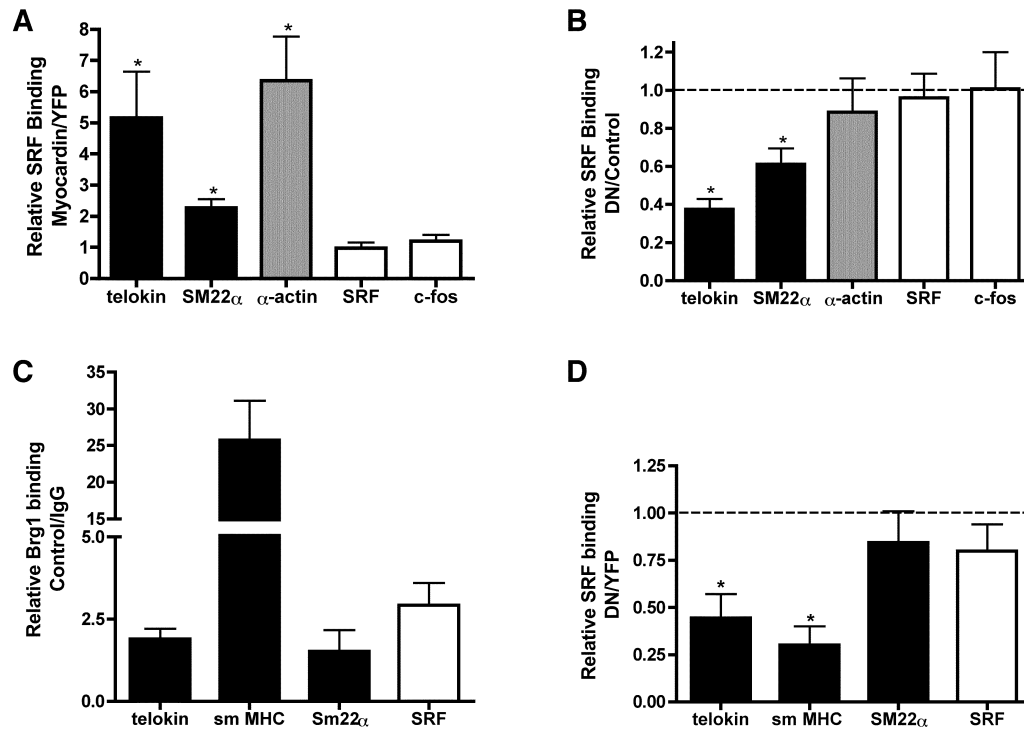 A
Relative SRF Binding
Myocardin/YFP
8
7
6
5
4
3
2
1
0
*
*
*
telokin SM22α α-actin SRF c-fos
B
Relative SRF Binding
DN/Control
1.2
1.0
0.8
0.6
0.4
0.2
0.0
*
*
telokin SM22α α-actin SRF c-fos
C
Relative Brg1 binding
Control/IgG
35
30
25
20
15
5.0
2.5
0.0
telokin sm MHC Sm22α SRF
D
Relative SRF binding
DN/YFP
1.25
1.00
0.75
0.50
0.25
0.00
*
*
telokin sm MHC SM22α SRF